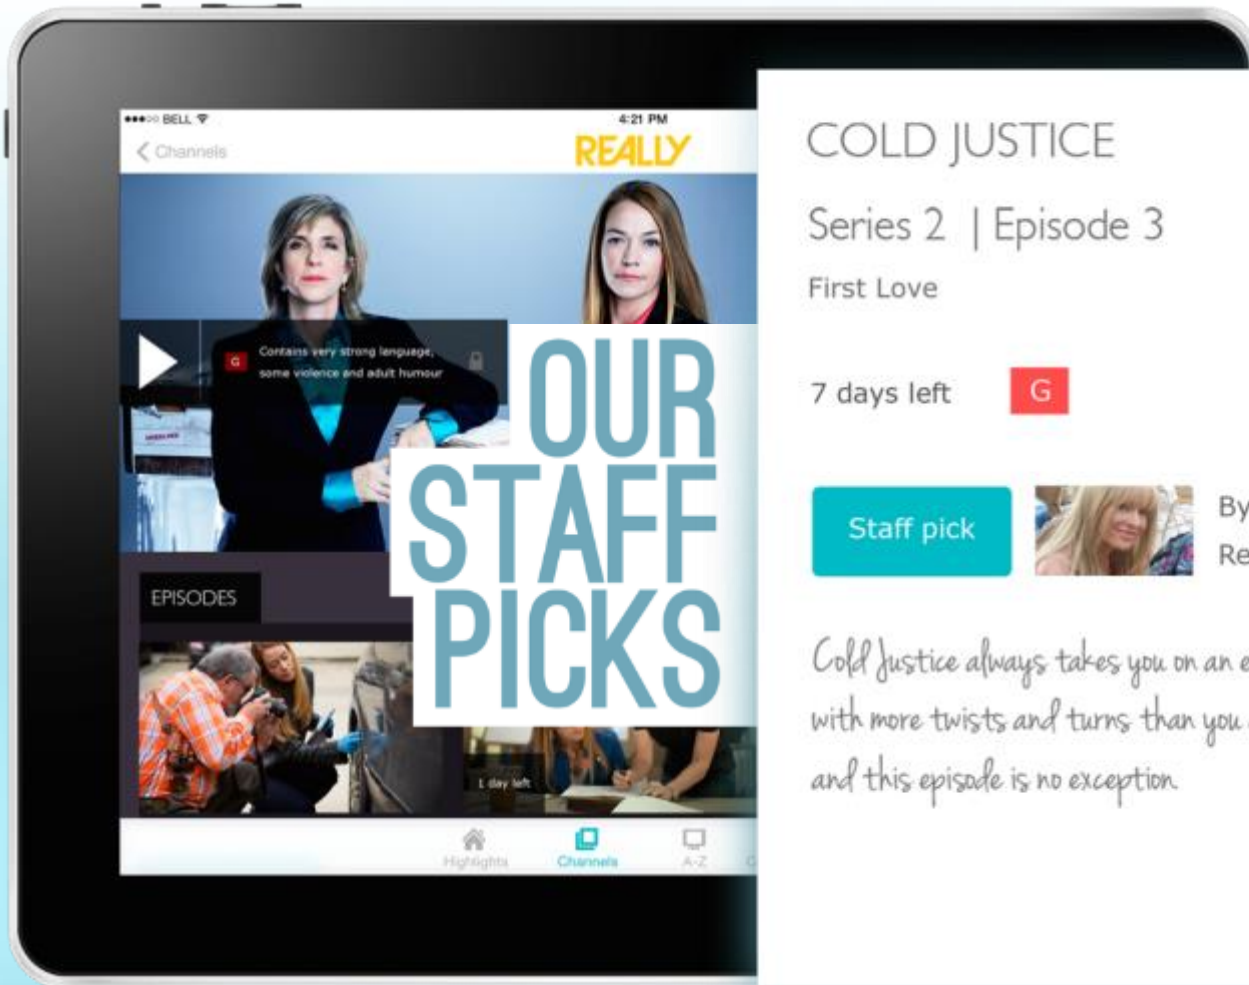 BELL
4:21 PM
Channels
REALLY
G
Contains very strong language,
some violence and adult humour
OUR
STAFF
PICKS
EPISODES
1 day left
Highlights
Channels
A-Z
COLD JUSTICE
Series 2 | Episode 3
First Love
7 days left
G
Staff pick
By
Re
Cold Justice always takes you on an e
with more twists and turns than you
and this episode is no exception.